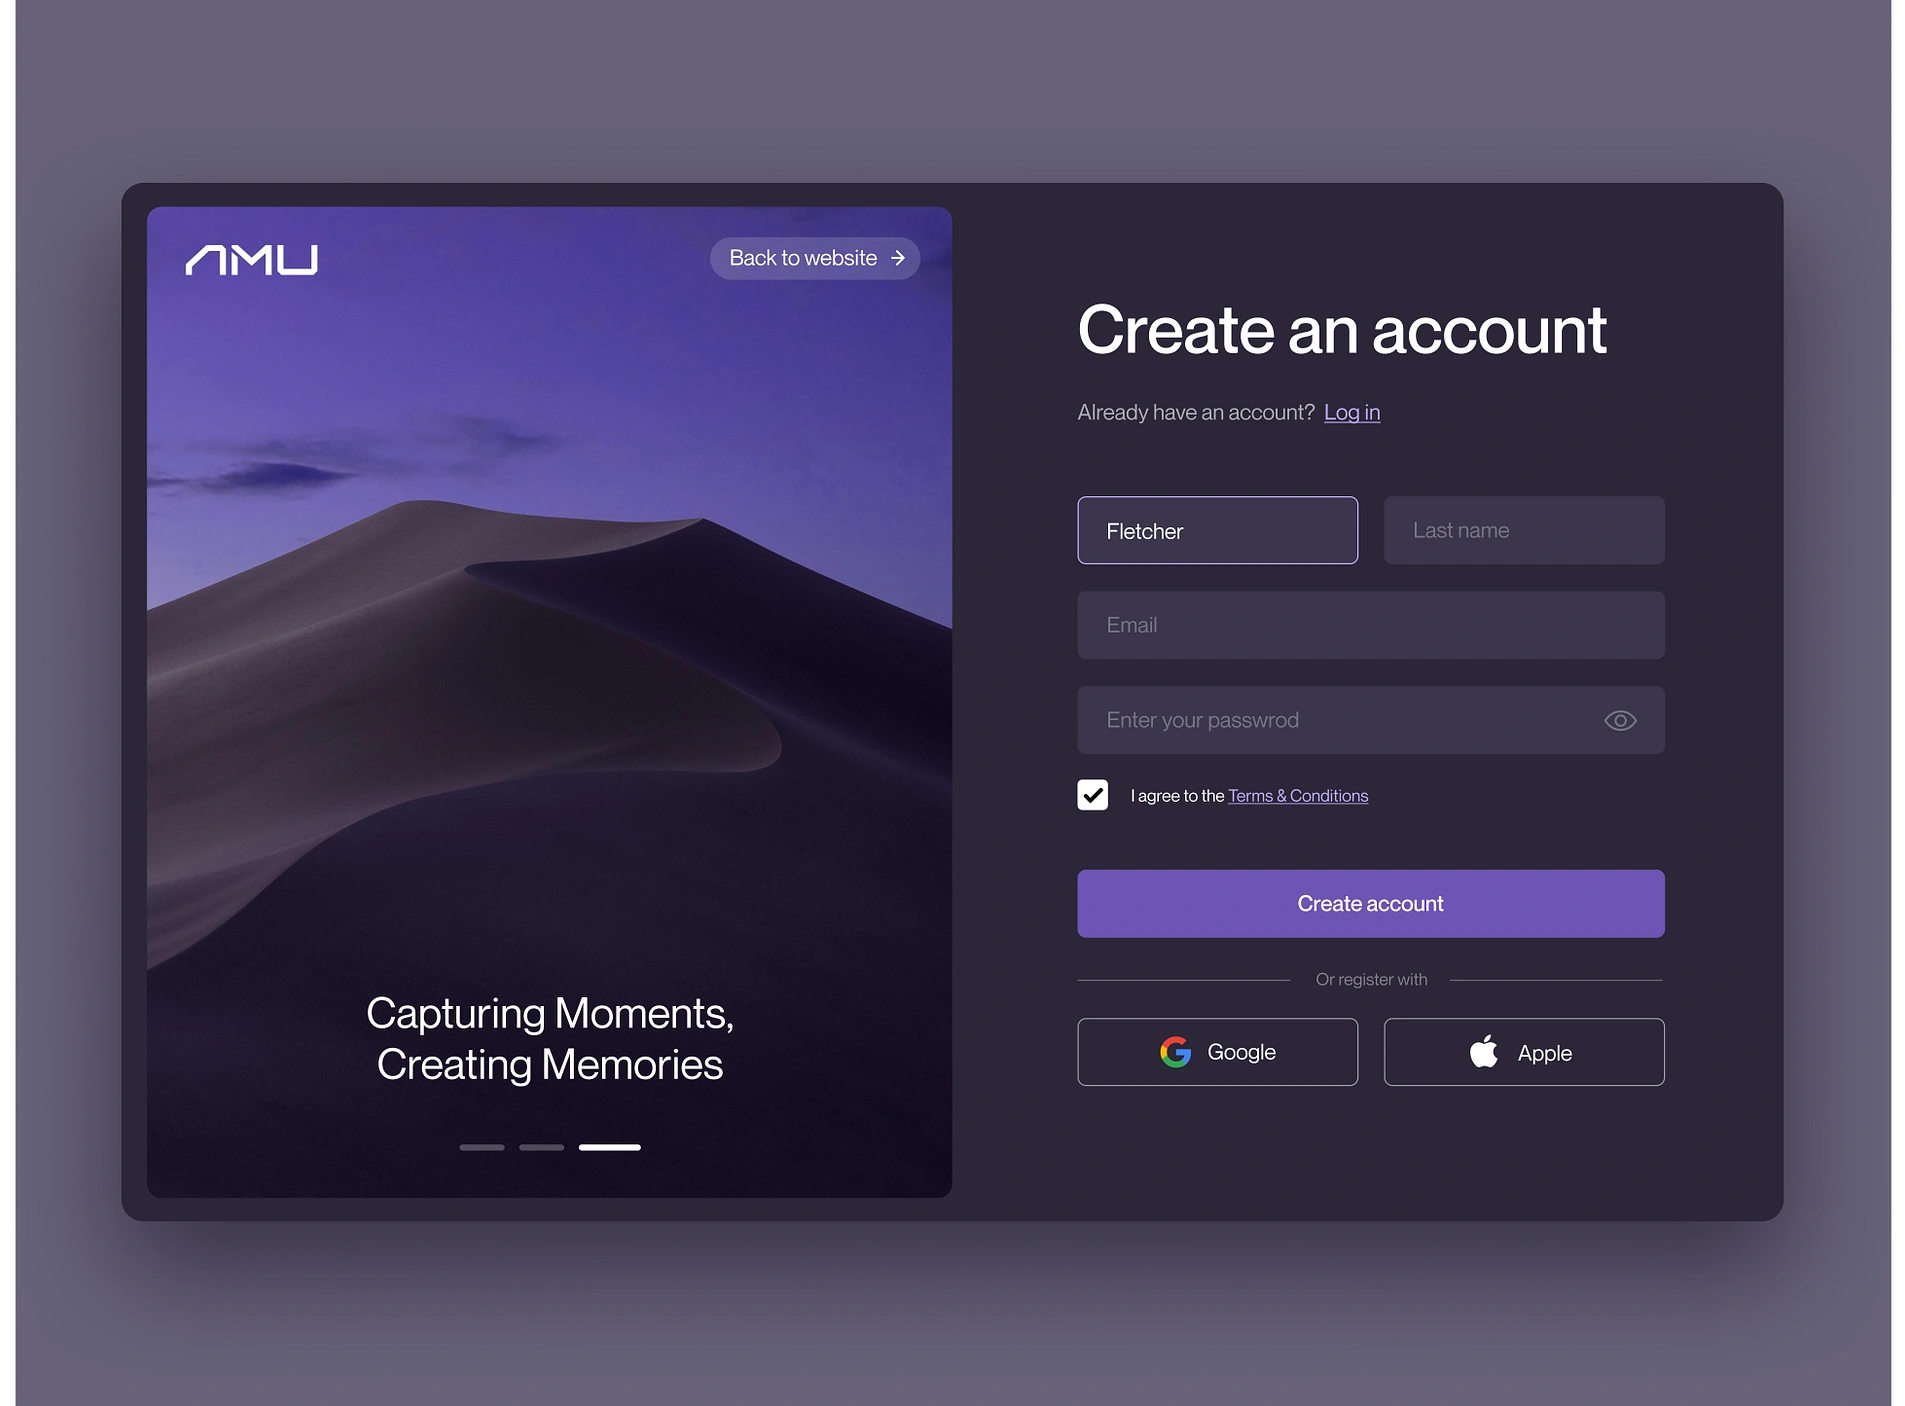 AMU
Back to website →
Capturing Moments,
Creating Memories
Create an account
Already have an account? Log in
Fletcher
Last name
Email
Enter your passwrod
I agree to the Terms & Conditions
Create account
Or register with
Google
Apple